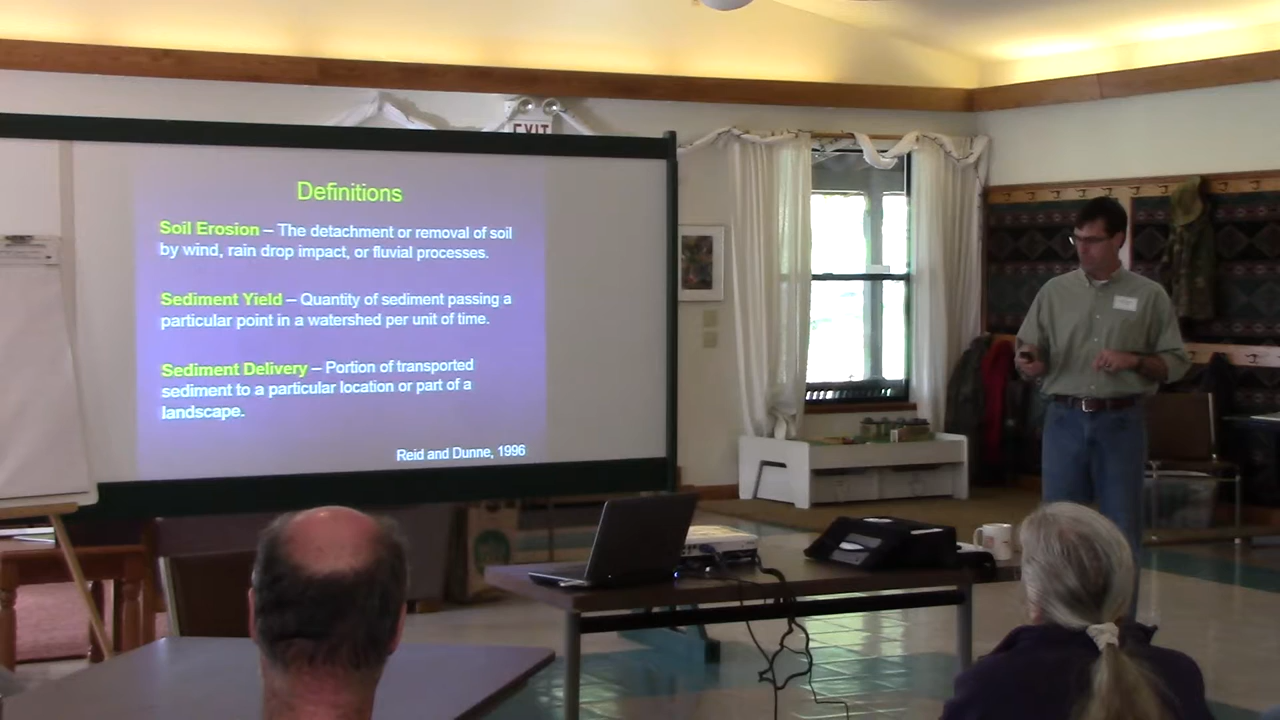 EXIT
Definitions
Soil Erosion – The detachment or removal of soil
by wind, rain drop impact, or fluvial processes.
Sediment Yield – Quantity of sediment passing a
particular point in a watershed per unit of time.
Sediment Delivery – Portion of transported
sediment to a particular location or part of a
landscape.
Reid and Dunne, 1996